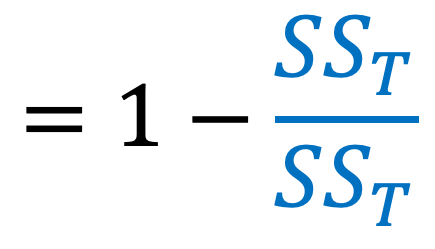 = 1 − SS_T / SS_T